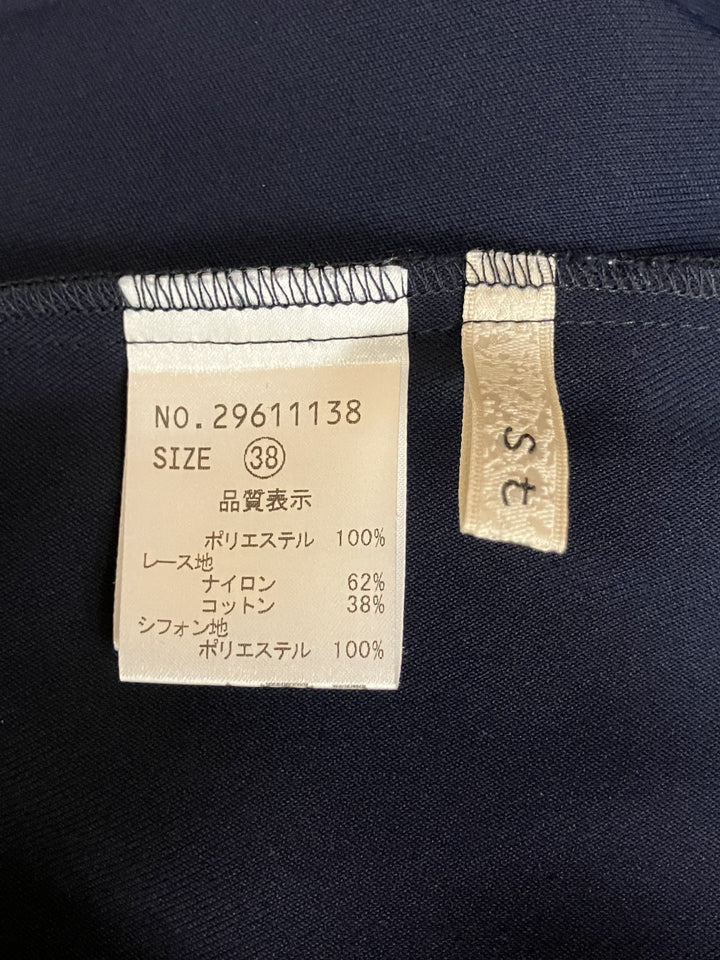 NO.29611138
SIZE 38
品質表示
ポリエステル 100%
レース地
ナイロン 62%
コットン 38%
シフォン地
ポリエステル 100%
st